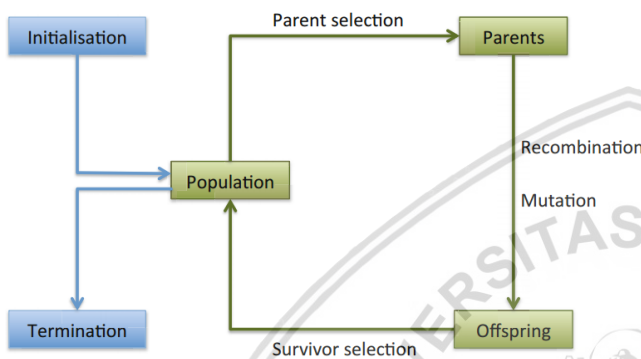 Parent selection
Initialisation
Parents
Recombination
Population
Mutation
Termination
Offspring
Survivor selection